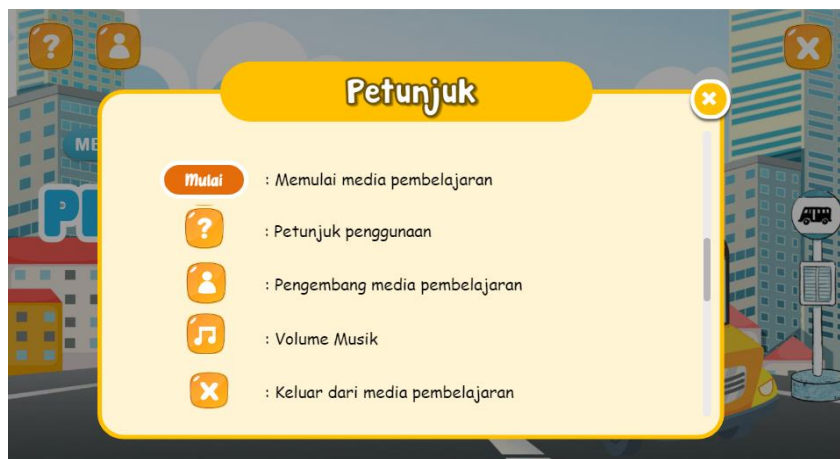 Petunjuk
Mulai : Memulai media pembelajaran
? : Petunjuk penggunaan
: Pengembang media pembelajaran
: Volume Musik
: Keluar dari media pembelajaran